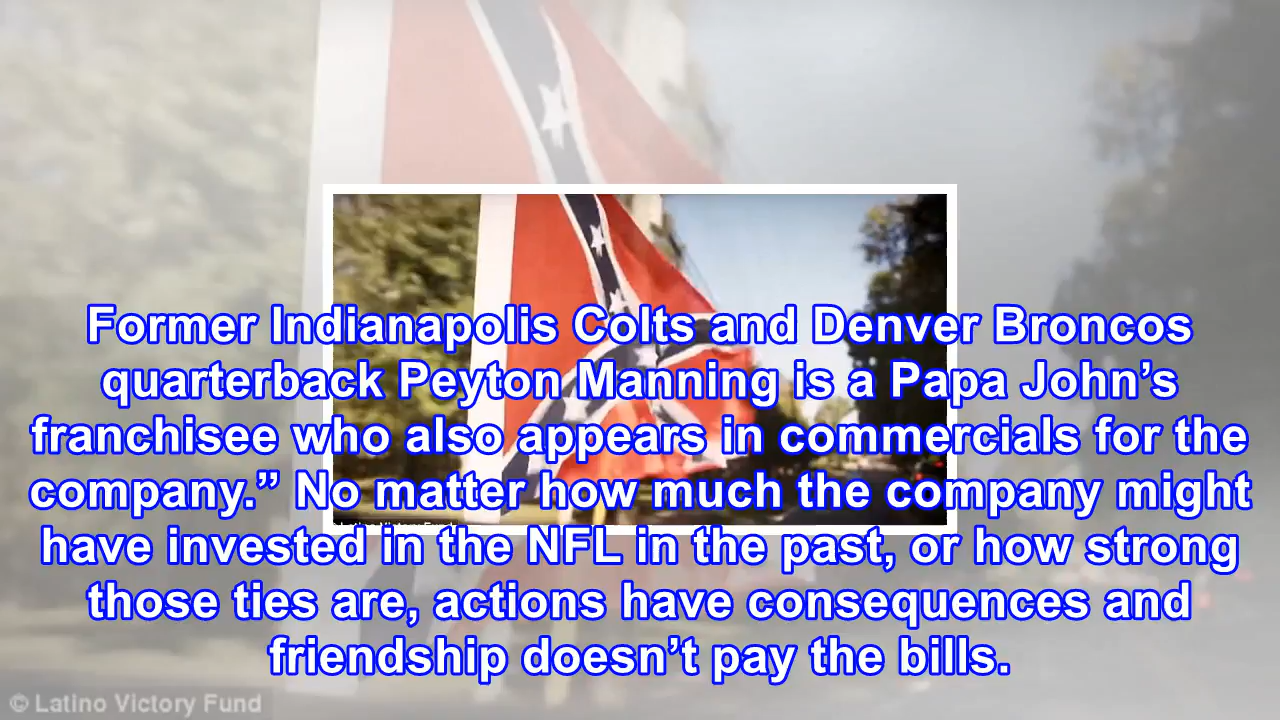 Former Indianapolis Colts and Denver Broncos
quarterback Peyton Manning is a Papa John’s
franchisee who also appears in commercials for the
company.” No matter how much the company might
have invested in the NFL in the past, or how strong
those ties are, actions have consequences and
friendship doesn’t pay the bills.
© Latino Victory Fund